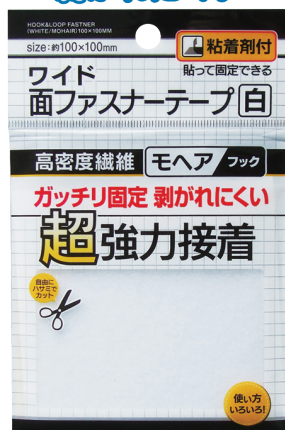 HOOK&LOOP FASTNER
(WHITE/MOHAIR)100×100MM
size:約100×100mm
粘着剤付
貼って固定できる
ワイド
面ファスナーテープ 白
高密度繊維 モヘア/フック
ガッチリ固定 剥がれにくい
超強力接着
自由に
ハサミで
カット
使い方
いろいろ!